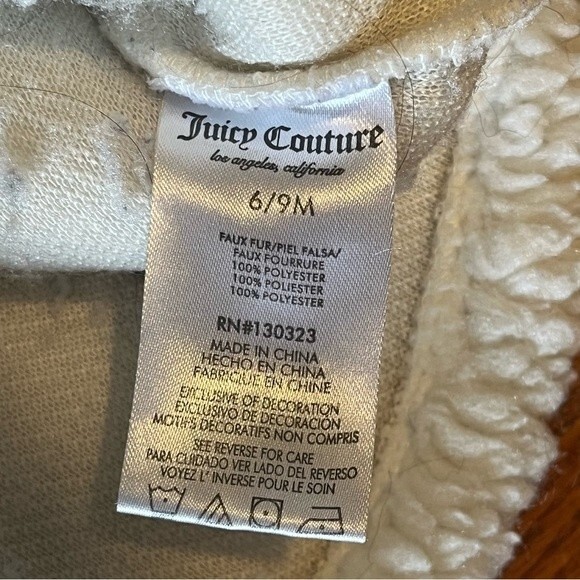 Juicy Couture
los angeles, california
6/9M
FAUX FUR/PIEL FALSA/
FAUX FOURRURE
100% POLYESTER
100% POLIESTER
100% POLYESTER
RN#130323
MADE IN CHINA
HECHO EN CHINA
FABRIQUE EN CHINE
EXCLUSIVE OF DECORATION
EXCLUSIVO DE DECORACIÓN
MOTIFS DÉCORATIFS NON COMPRIS
SEE REVERSE FOR CARE
PARA CUIDADO VER LADO DEL REVERSO
VOYEZ L' INVERSE POUR LE SOIN